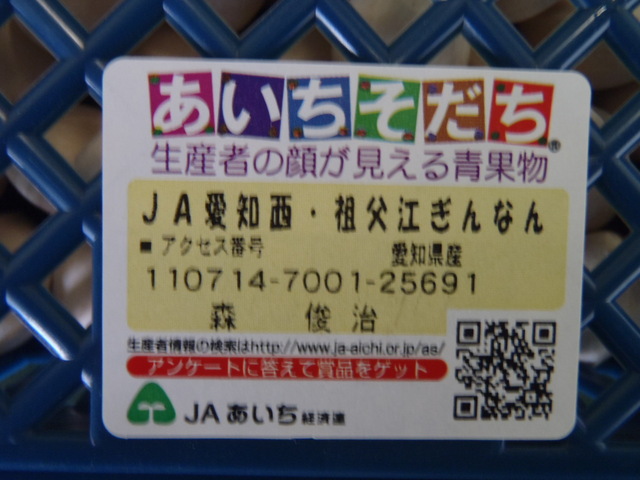 あいちそだち®
生産者の顔が見える青果物
JA愛知西・祖父江ぎんなん
■ アクセス番号 愛知県産
110714-7001-25691
森 俊治
生産者情報の検索はhttp://www.ja-aichi.or.jp/as/
アンケートに答えて賞品をゲット
JAあいち経済連